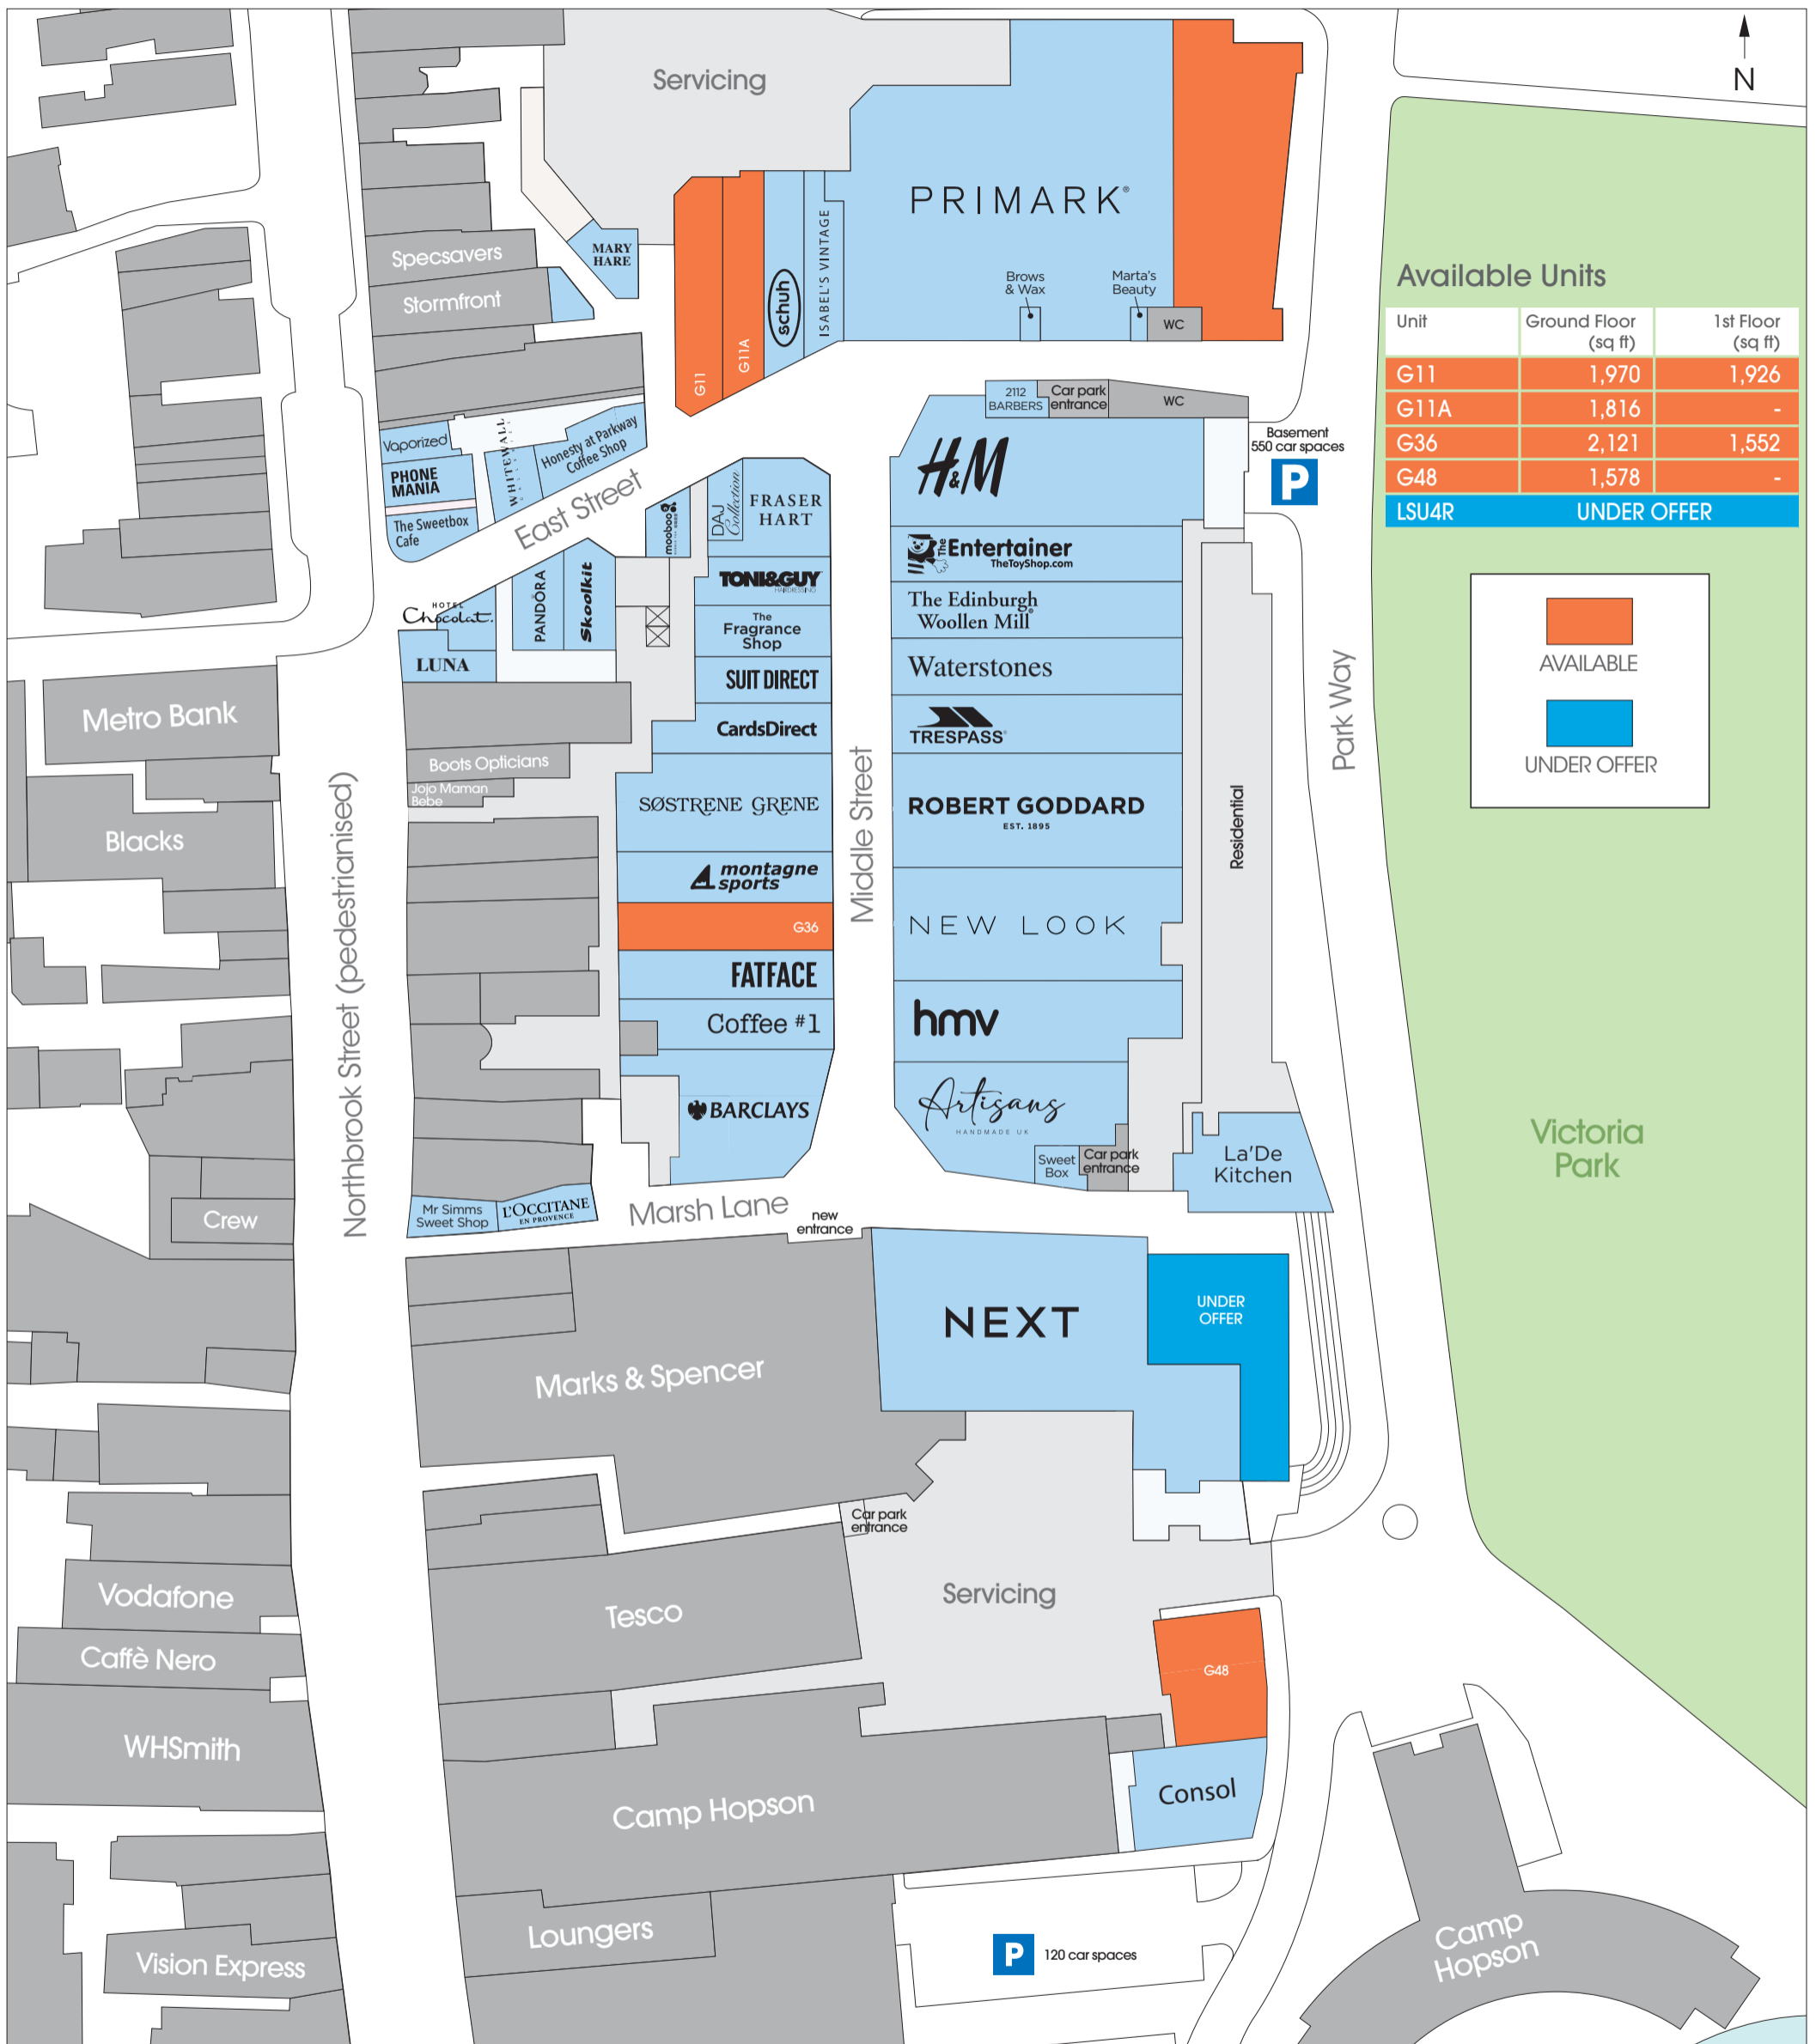 Servicing
N
PRIMARK®
MARY
HARE
Specsavers
Stormfront
schuh
ISABEL'S VINTAGE
G11
G11A
Brows
& Wax
Marta's
Beauty
WC
Available Units
Unit Ground Floor (sq ft) 1st Floor (sq ft)
G11 1,970 1,926
G11A 1,816 -
G36 2,121 1,552
G48 1,578 -
LSU4R UNDER OFFER
2112
BARBERS
Car park
entrance
WC
Basement
550 car spaces
P
Vaporized
WHITEWALL
Honesty at Parkway
Coffee Shop
PHONE
MANIA
The Sweetbox
Cafe
East Street
mooboo
DAJ
Collection
FRASER
HART
H&M
The Entertainer
TheToyShop.com
HOTEL
Chocolat.
PANDÖRA
Skoolkit
TONI&GUY
HAIRDRESSING
The
Fragrance
Shop
The Edinburgh
Woollen Mill®
LUNA
SUIT DIRECT
Waterstones
AVAILABLE
UNDER OFFER
Metro Bank
CardsDirect
TRESPASS®
Park Way
Boots Opticians
Jojo Maman
Bebe
SØSTRENE GRENE
Middle Street
ROBERT GODDARD
EST. 1895
Residential
Blacks
Northbrook Street (pedestrianised)
montagne
sports
G36
NEW LOOK
FATFACE
Coffee #1
hmv
BARCLAYS
Artisans
HANDMADE UK
Sweet
Box
Car park
entrance
La'De
Kitchen
Victoria
Park
Crew
Mr Simms
Sweet Shop
L'OCCITANE
EN PROVENCE
Marsh Lane
new
entrance
NEXT
UNDER
OFFER
Marks & Spencer
Car park
entrance
Servicing
Vodafone
Tesco
Caffè Nero
G48
WHSmith
Camp Hopson
Consol
Loungers
Vision Express
P
120 car spaces
Camp
Hopson